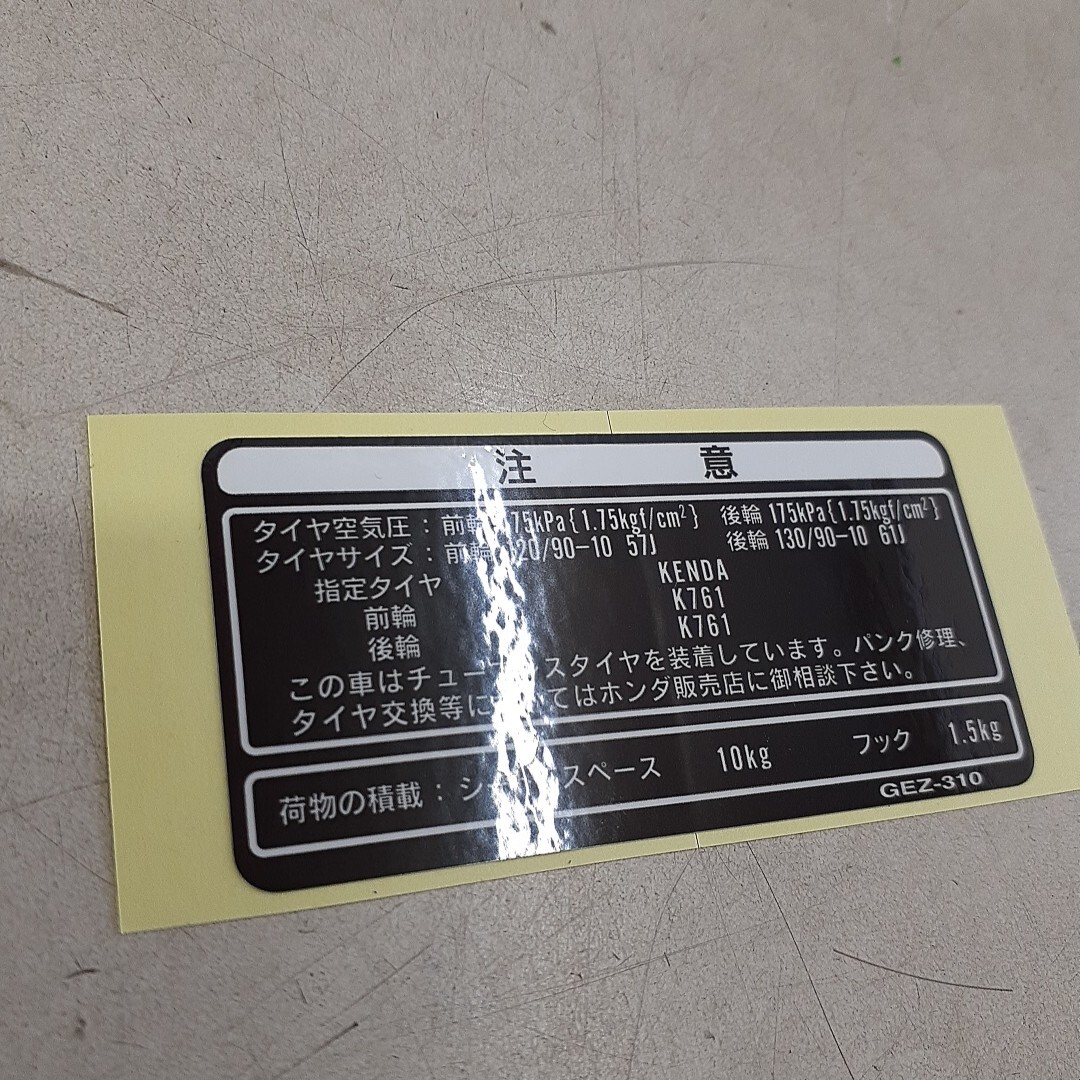 注 意
タイヤ空気圧:前輪 175kPa{1.75kgf/cm²} 後輪 175kPa{1.75kgf/cm²}
タイヤサイズ:前輪 120/90-10 57J 後輪 130/90-10 61J
指定タイヤ KENDA
前輪 K761
後輪 K761
この車はチューブレスタイヤを装着しています。パンク修理、
タイヤ交換等についてはホンダ販売店に御相談下さい。
荷物の積載: スペース 10kg フック 1.5kg
GEZ-310